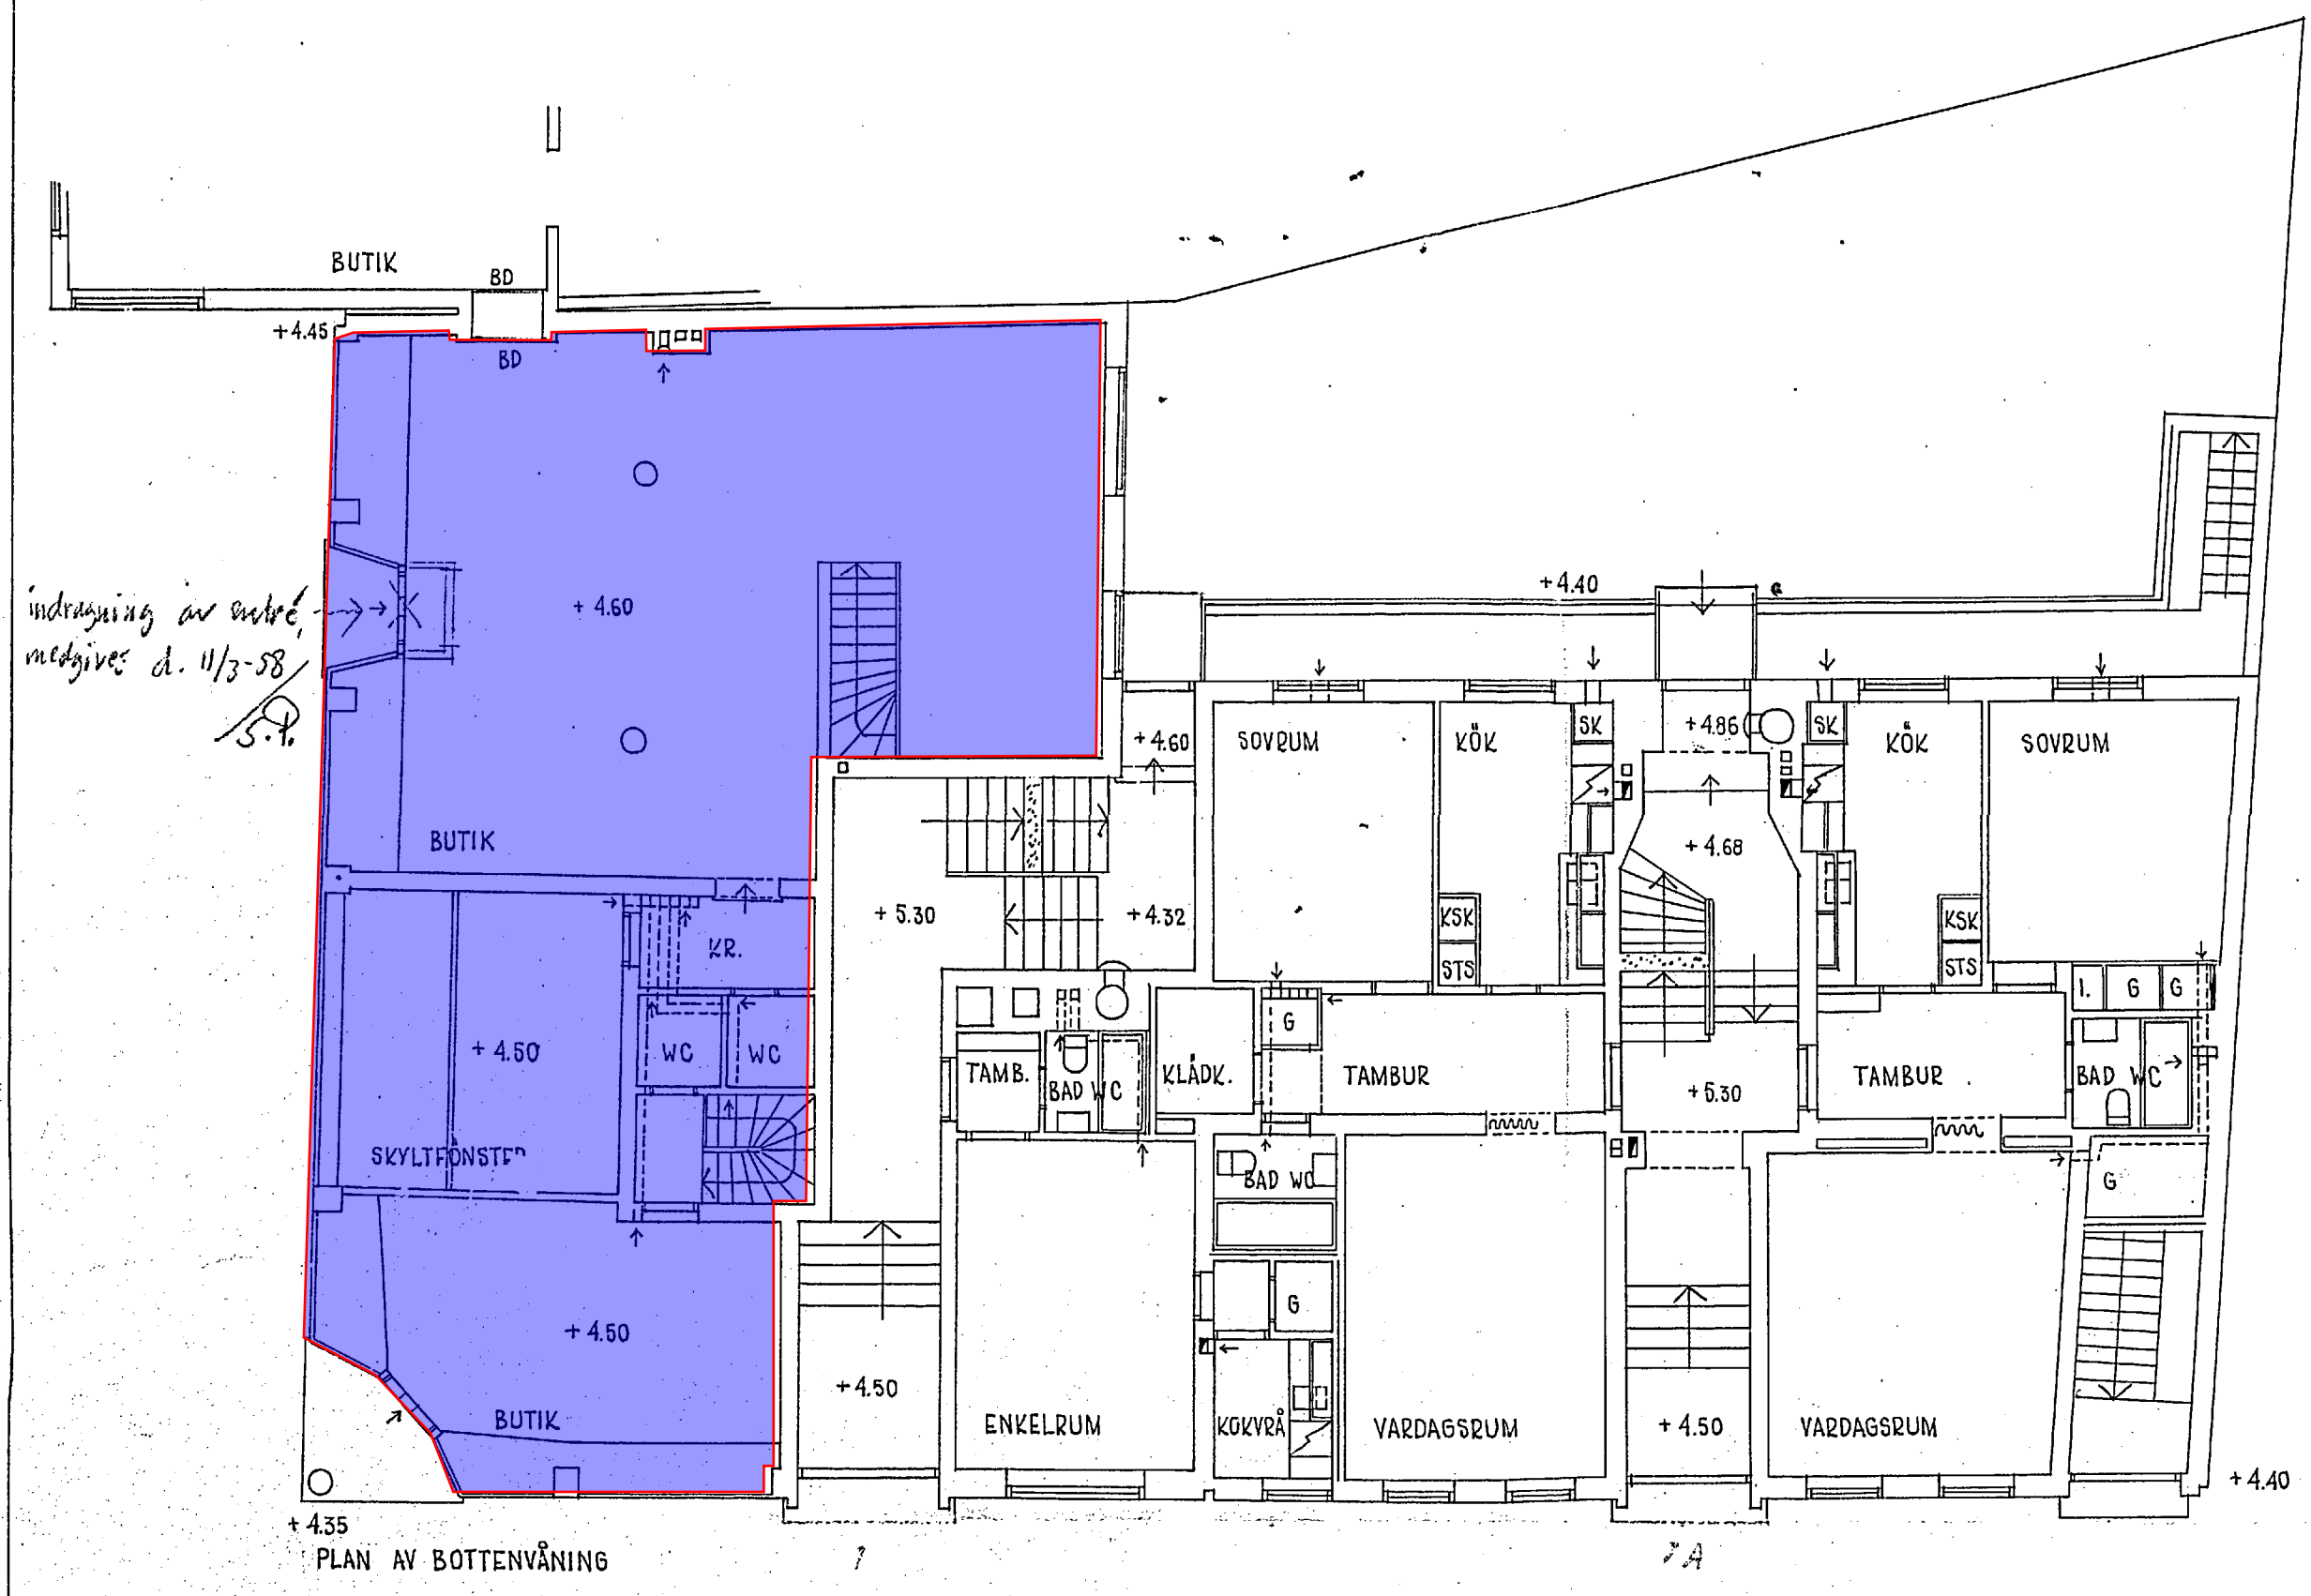 BUTIK
BD
+4.45
BD
indragning av entré,
medgives d. 11/3-58
S.P.
+ 4.60
+4.40
+ 4.60
SOVRUM
KÖK
SK
+4.86
SK
KÖK
SOVRUM
BUTIK
+ 4.68
+ 5.30
+4.32
KSK
STS
KSK
STS
KR.
WC
WC
+ 4.50
G
I.
G
G
TAMB.
BAD WC
KLÄDK.
TAMBUR
+5.30
TAMBUR
BAD WC
SKYLTFÖNSTER
BAD WC
G
+ 4.50
G
+4.50
BUTIK
ENKELRUM
KOKVRÅ
VARDAGSRUM
+ 4.50
VARDAGSRUM
+ 4.40
+ 4.35
PLAN AV BOTTENVÅNING
7
7 A